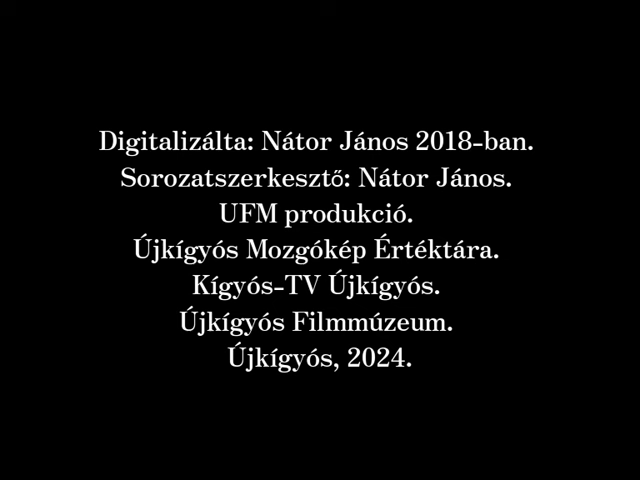 Digitalizálta: Nátor János 2018-ban.
Sorozatszerkesztő: Nátor János.
UFM produkció.
Újkígyós Mozgókép Értéktára.
Kígyós-TV Újkígyós.
Újkígyós Filmmúzeum.
Újkígyós, 2024.